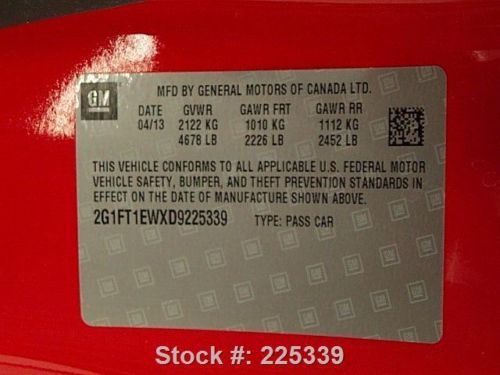 GM
MFD BY GENERAL MOTORS OF CANADA LTD.
DATE GVWR GAWR FRT GAWR RR
04/13 2122 KG 1010 KG 1112 KG
4678 LB 2226 LB 2452 LB
THIS VEHICLE CONFORMS TO ALL APPLICABLE U.S. FEDERAL MOTOR
VEHICLE SAFETY, BUMPER, AND THEFT PREVENTION STANDARDS IN
EFFECT ON THE DATE OF MANUFACTURE SHOWN ABOVE.
2G1FT1EWXD9225339 TYPE: PASS CAR
Stock #: 225339